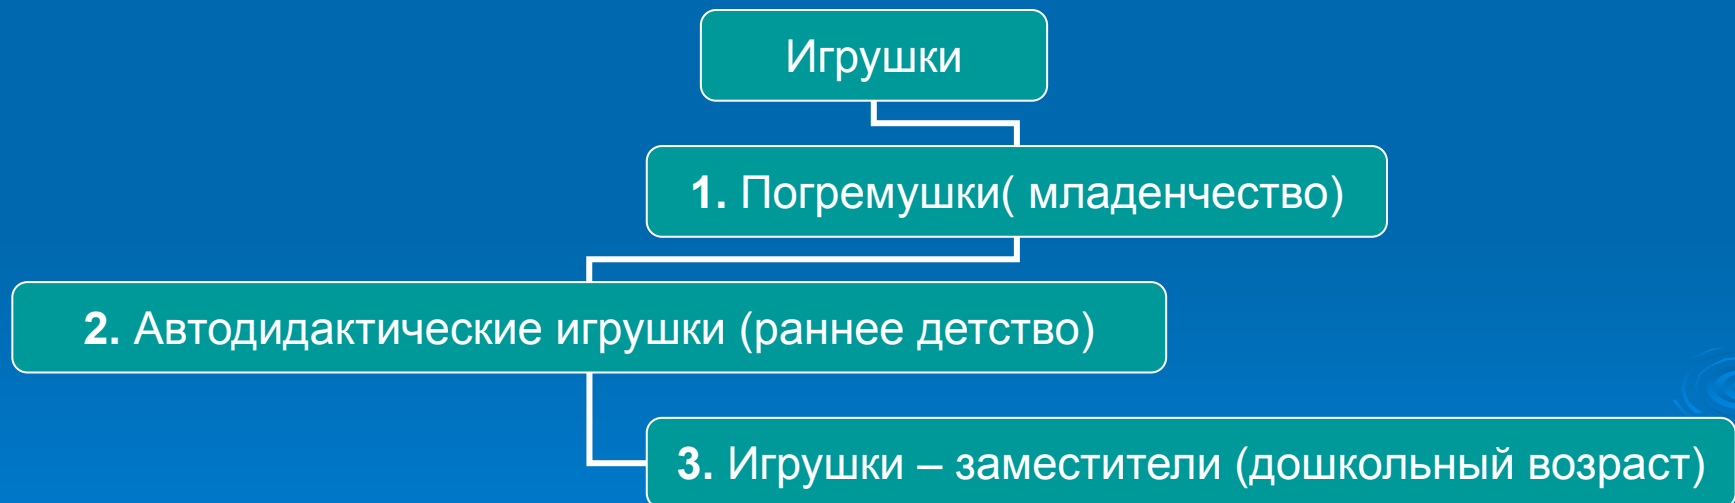 Игрушки
1. Погремушки( младенчество)
2. Автодидактические игрушки (раннее детство)
3. Игрушки – заместители (дошкольный возраст)